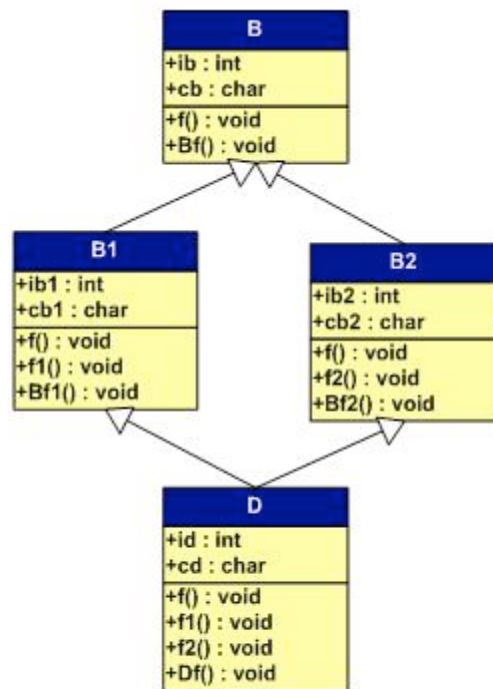 B
+ib : int
+cb : char
+f() : void
+Bf() : void
B1
+ib1 : int
+cb1 : char
+f() : void
+f1() : void
+Bf1() : void
B2
+ib2 : int
+cb2 : char
+f() : void
+f2() : void
+Bf2() : void
D
+id : int
+cd : char
+f() : void
+f1() : void
+f2() : void
+Df() : void